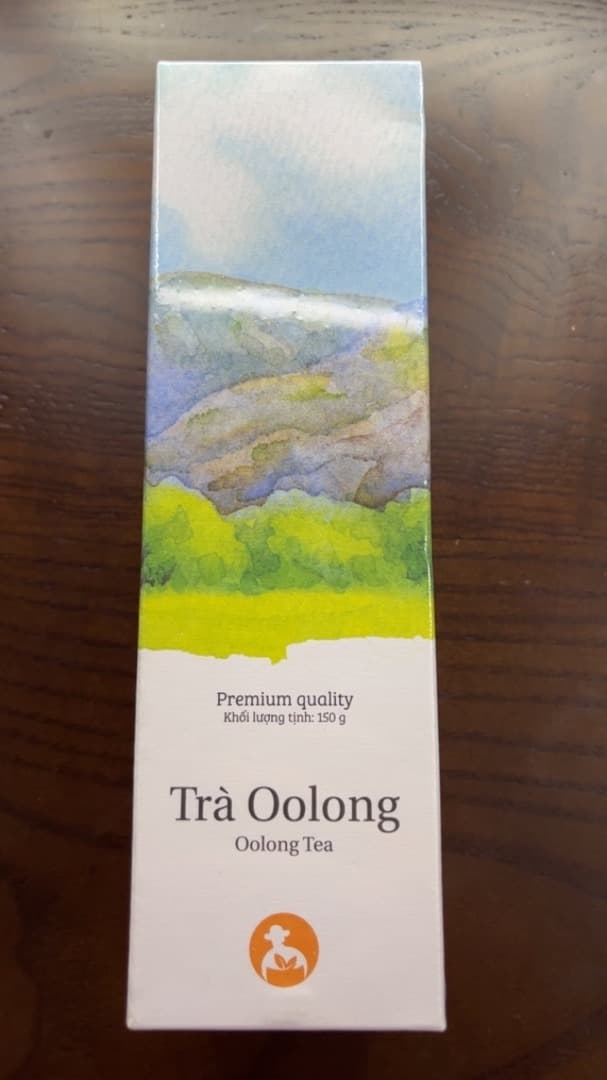 Premium quality
Khối lượng tịnh: 150 g
Trà Oolong
Oolong Tea